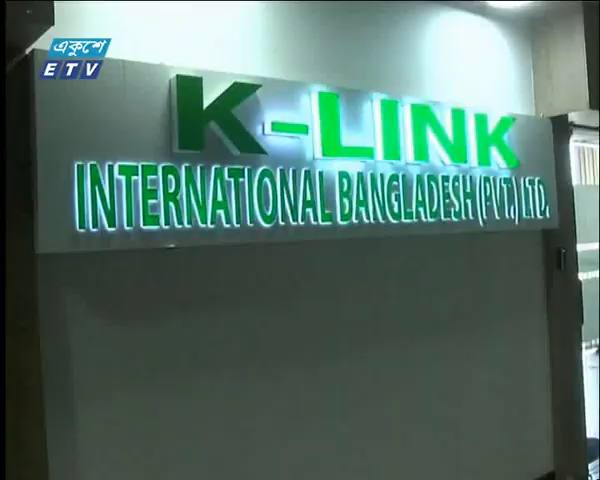 একুশে
ETV
K-LINK
INTERNATIONAL BANGLADESH (PVT.) LTD.